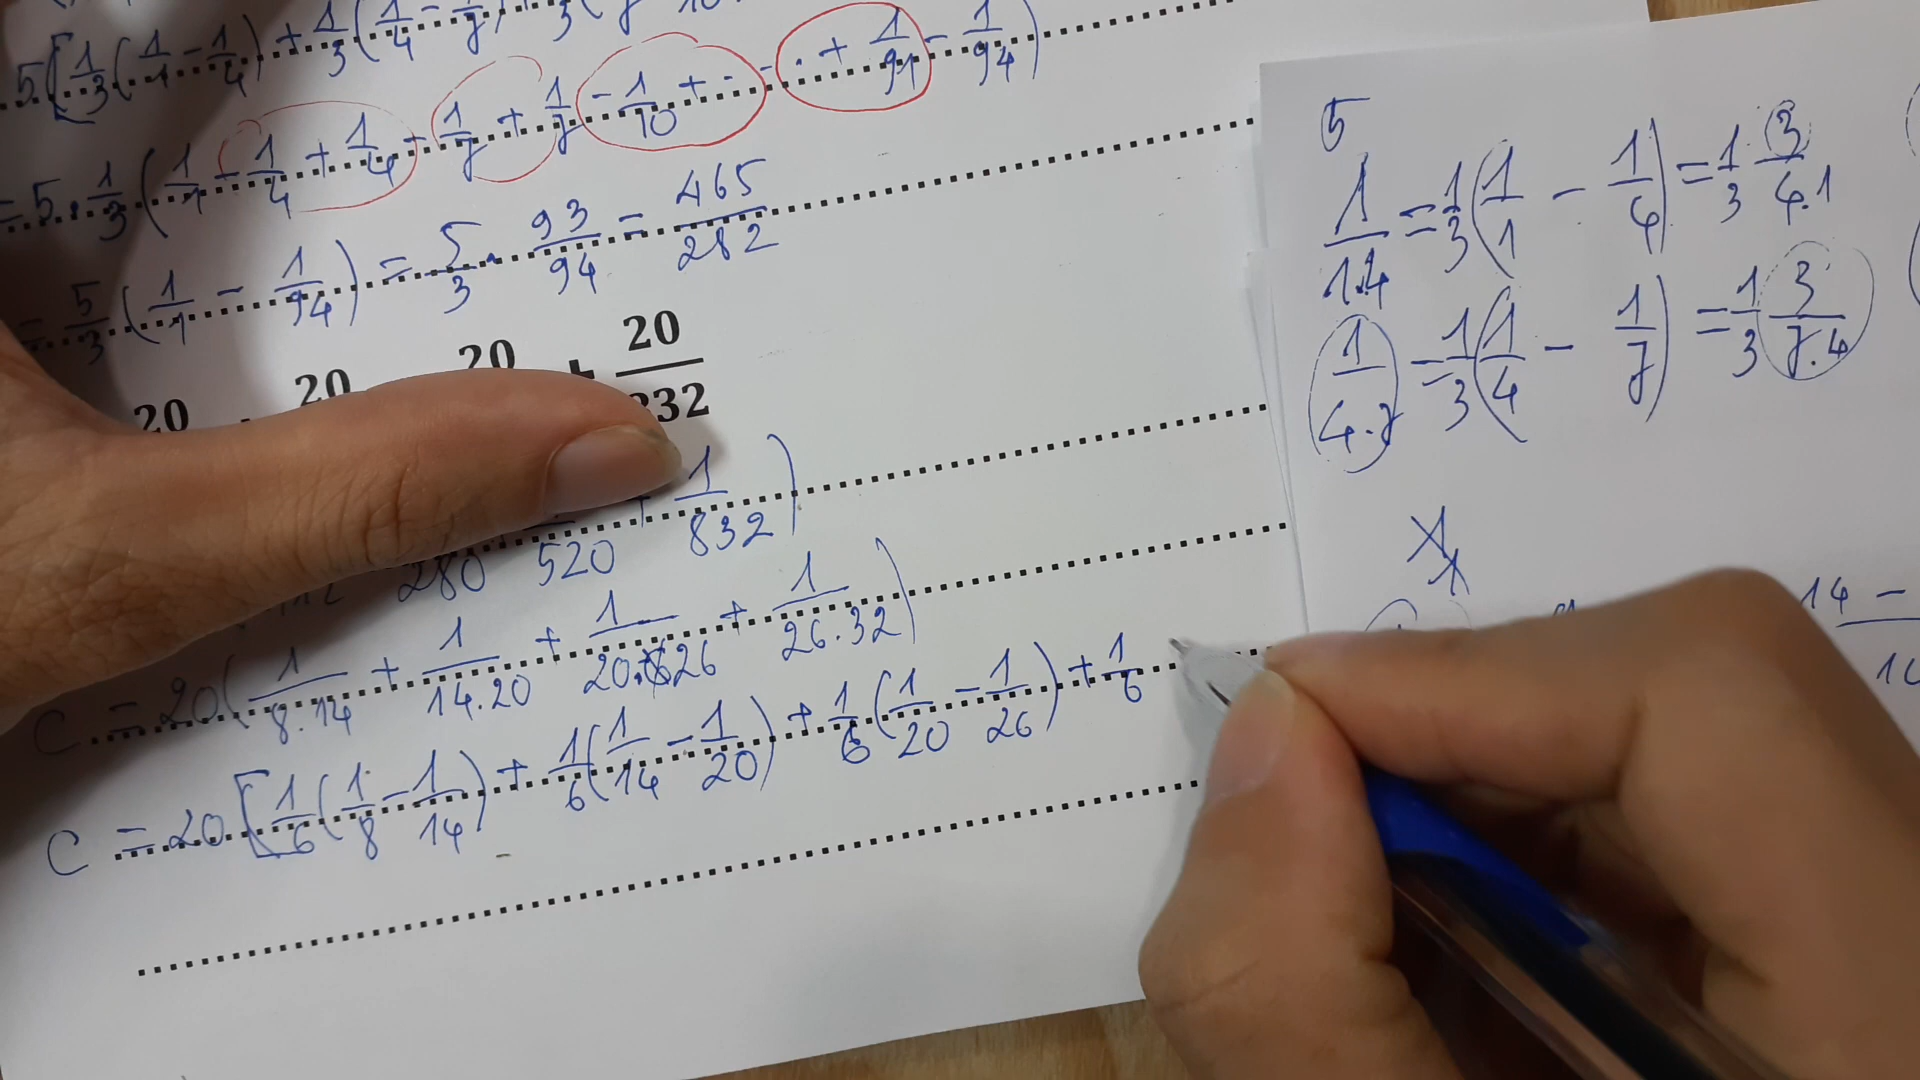 5[1/3(1/1-1/4)+1/3(1/4-
=5.1/3(1/1-1/4+1/4-1/7+1/7-1/10+....+1/91-1/94)
=5/3(1/1-1/94)=5/3.93/94=465/282
20 20 20 + 20/832
280 520 + 1/832)
C=20(1/8.14+1/14.20+1/20.26+1/26.32)
C=20[1/6(1/8-1/14)+1/6(1/14-1/20)+1/6(1/20-1/26)+1/6
5
1/1.4=1/3(1/1-1/4)=1/3 3/4.1
1/4.7=1/3(1/4-1/7)=1/3 3/7.4
14-